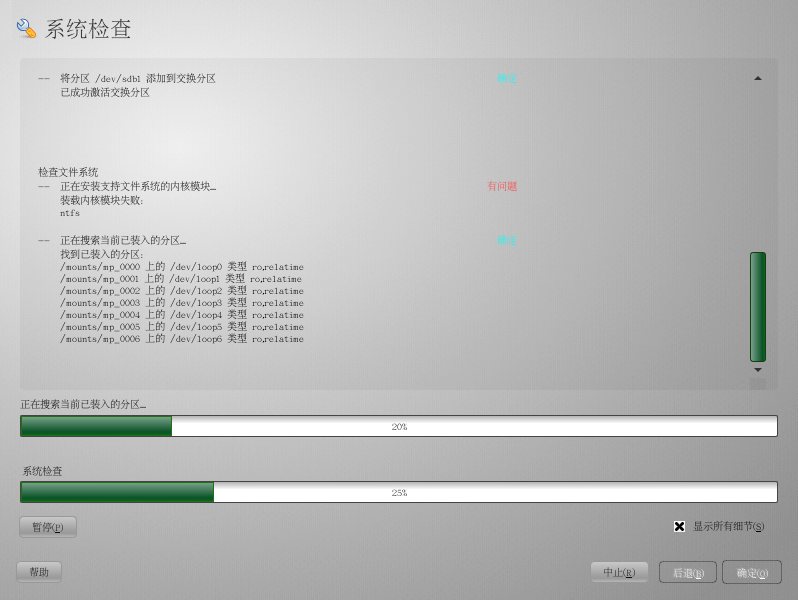 系统检查
-- 将分区 /dev/sdb1 添加到交换分区 确定
已成功激活交换分区
检查文件系统
-- 正在安装支持文件系统的内核模块... 有问题
装载内核模块失败:
ntfs
-- 正在搜索当前已装入的分区... 确定
找到已装入的分区:
/mounts/mp_0000 上的 /dev/loop0 类型 ro,relatime
/mounts/mp_0001 上的 /dev/loop1 类型 ro,relatime
/mounts/mp_0002 上的 /dev/loop2 类型 ro,relatime
/mounts/mp_0003 上的 /dev/loop3 类型 ro,relatime
/mounts/mp_0004 上的 /dev/loop4 类型 ro,relatime
/mounts/mp_0005 上的 /dev/loop5 类型 ro,relatime
/mounts/mp_0006 上的 /dev/loop6 类型 ro,relatime
正在搜索当前已装入的分区...
20%
系统检查
25%
暂停(P) 显示所有细节(S)
帮助 中止(R) 后退(B) 确定(O)